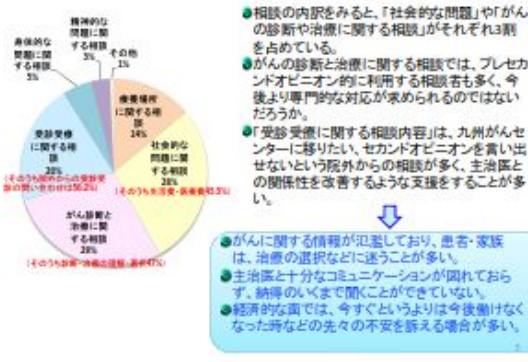 精神的な
問題に関
する相談
3%
その他
1%
身体的な
問題に関
する相談
5%
療養場所
に関する相
談
14%
社会的な
問題に関
する相談
28%
(そのうち生活費・医療費45.5%)
受診受療
に関する相
談
20%
(そのうち院外からの受診受
談の問い合わせは56.2%)
がん診断と
治療に関
する相談
(そのうち診断・治療の
●相談の内訳をみると、「社会的な問題」や「がん
の診断や治療に関する相談」がそれぞれ3割
を占めている。
●がんの診断と治療に関する相談では、プレセカ
ンドオピニオン的に利用する相談者も多く、今
後より専門的な対応が求められるのではない
だろうか。
●「受診受療に関する相談内容」は、九州がんセ
ンターに移りたい、セカンドオピニオンを言い出
せないという院外からの相談が多く、主治医と
の関係性を改善するような支援をすることが多
い。
●がんに関する情報が氾濫しており、患者・家族
は、治療の選択などに迷うことが多い。
●主治医と十分なコミュニケーションが図れておら
ず、納得のいくまで聞くことができていない。
●経済的な面では、今すぐというよりは今後働けなく
なった時などの先々の不安を訴える場合が多い。